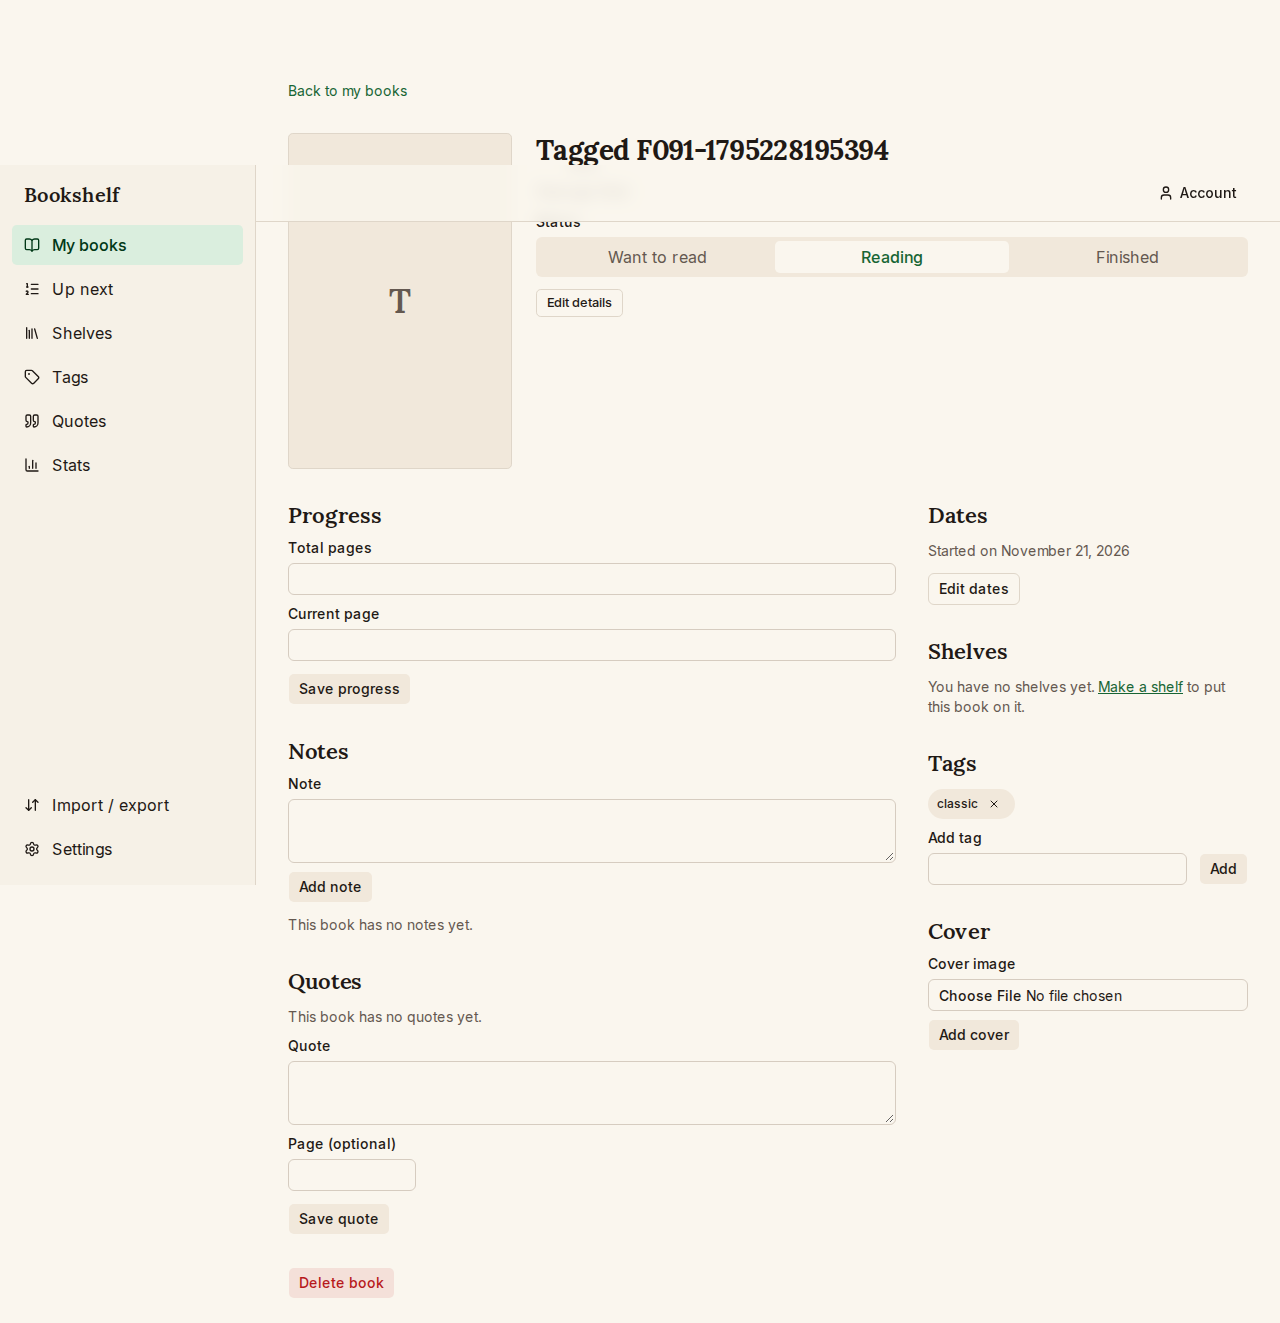 Back to my books
Tagged F091-1795228195394
Bookshelf
Account
My books
Up next
Shelves
Tags
Quotes
Stats
Import / export
Settings
T
Status
Want to read
Reading
Finished
Edit details
Progress
Total pages
Current page
Save progress
Notes
Note
Add note
This book has no notes yet.
Quotes
This book has no quotes yet.
Quote
Page (optional)
Save quote
Delete book
Dates
Started on November 21, 2026
Edit dates
Shelves
You have no shelves yet. Make a shelf to put
this book on it.
Tags
classic
Add tag
Add
Cover
Cover image
Choose File No file chosen
Add cover